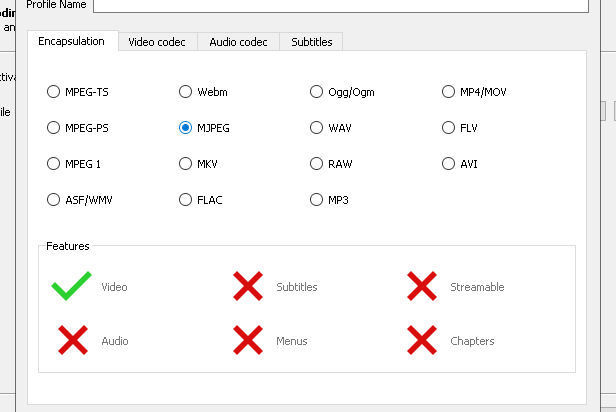 Profile Name
odin
an
Encapsulation Video codec Audio codec Subtitles
ctiva
MPEG-TS Webm Ogg/Ogm MP4/MOV
ile
MPEG-PS MJPEG WAV FLV
MPEG 1 MKV RAW AVI
ASF/WMV FLAC MP3
Features
Video Subtitles Streamable
Audio Menus Chapters